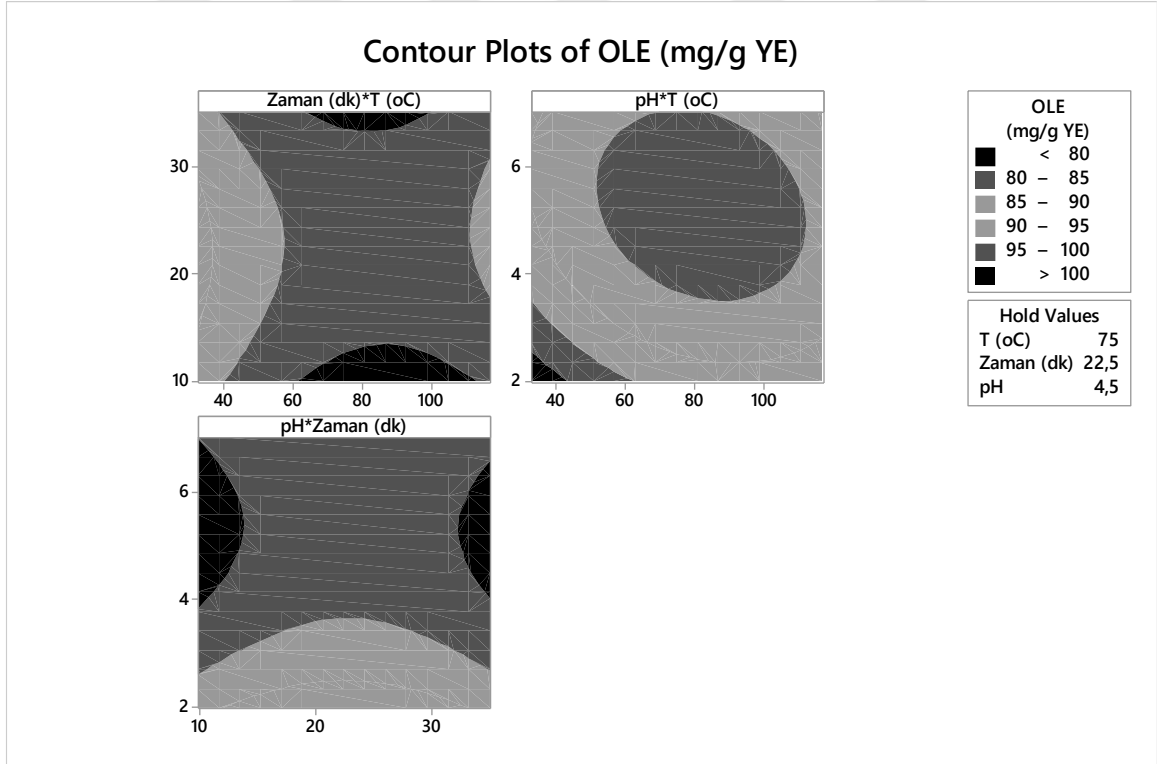 Contour Plots of OLE (mg/g YE)
Zaman (dk)*T (oC)
30
20
10
40 60 80 100
pH*T (oC)
6
4
2
40 60 80 100
pH*Zaman (dk)
6
4
2
10 20 30
OLE
(mg/g YE)
< 80
80 – 85
85 – 90
90 – 95
95 – 100
> 100
Hold Values
T (oC) 75
Zaman (dk) 22,5
pH 4,5